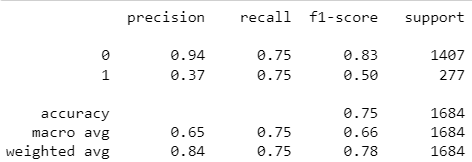 precision recall f1-score support
0 0.94 0.75 0.83 1407
1 0.37 0.75 0.50 277
accuracy 0.75 1684
macro avg 0.65 0.75 0.66 1684
weighted avg 0.84 0.75 0.78 1684